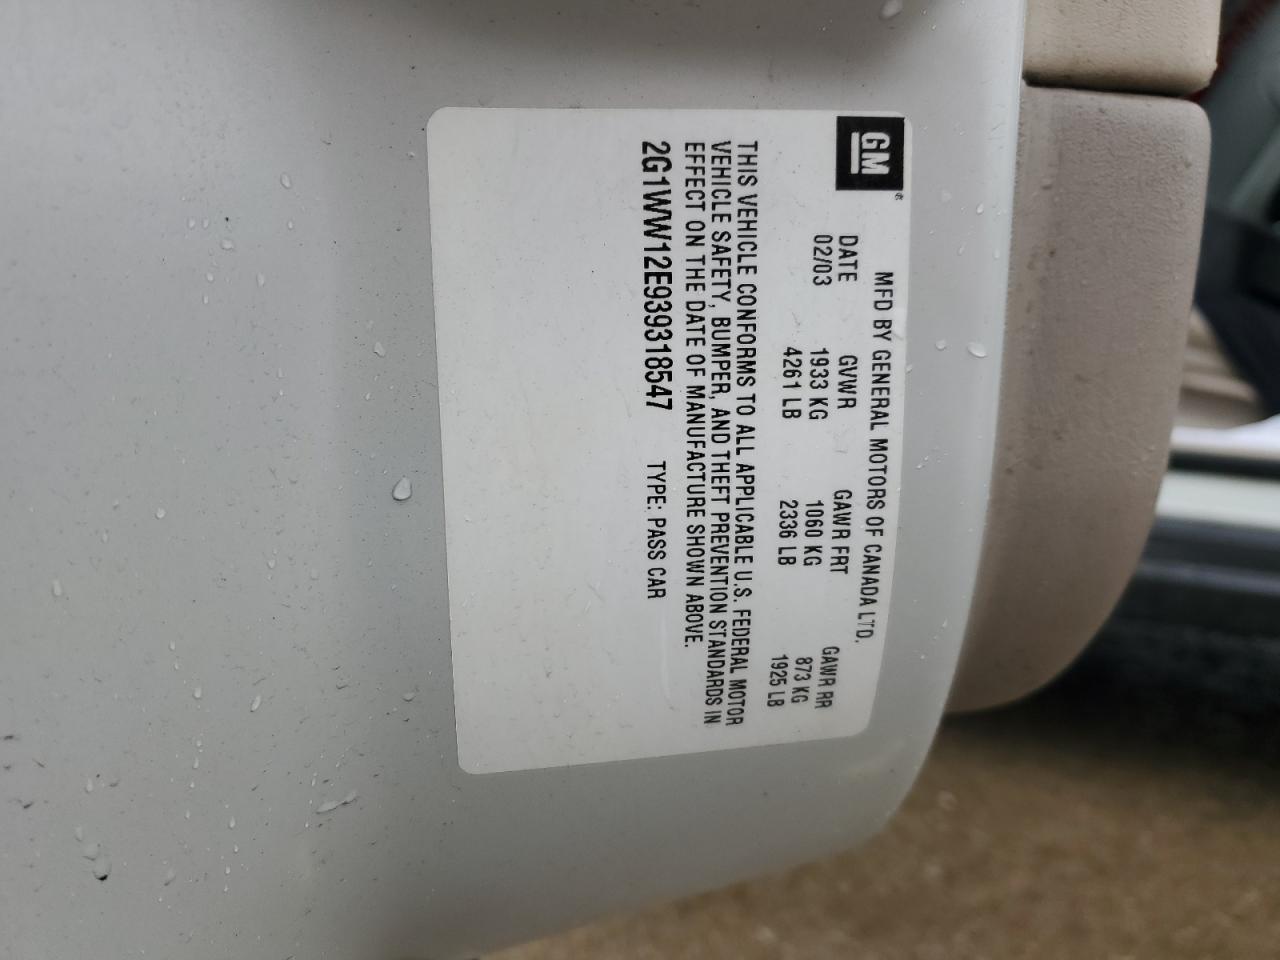 GM®
MFD BY GENERAL MOTORS OF CANADA LTD.
DATE GVWR GAWR FRT GAWR RR
02/03 1933 KG 1060 KG 873 KG
4261 LB 2336 LB 1925 LB
THIS VEHICLE CONFORMS TO ALL APPLICABLE U.S. FEDERAL MOTOR
VEHICLE SAFETY, BUMPER, AND THEFT PREVENTION STANDARDS IN
EFFECT ON THE DATE OF MANUFACTURE SHOWN ABOVE.
2G1WW12E939318547 TYPE: PASS CAR